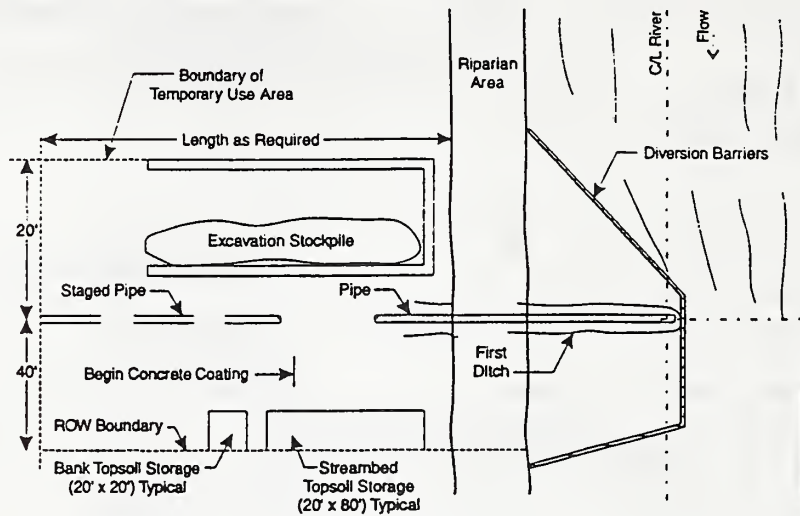 Boundary of
Temporary Use Area
Riparian
Area
C/L River
Flow
Length as Required
Diversion Barriers
20'
Excavation Stockpile
Staged Pipe
Pipe
40'
Begin Concrete Coating
First
Ditch
ROW Boundary
Bank Topsoil Storage
(20' x 20') Typical
Streambed
Topsoil Storage
(20' x 80') Typical